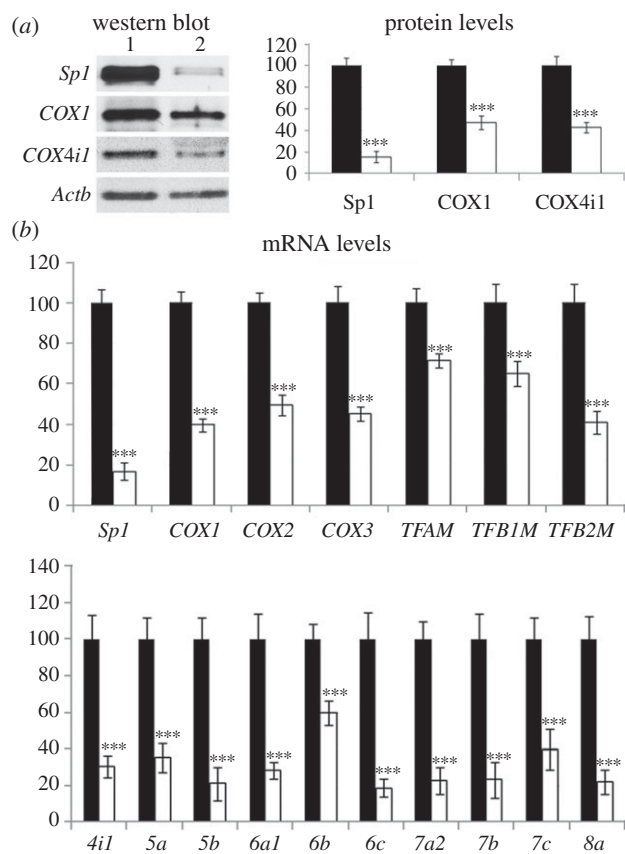 (a) western blot
1 2
Sp1
COX1
COX4i1
Actb
protein levels
120
100
80
60
40
20
0
*** *** ***
Sp1 COX1 COX4i1
(b) mRNA levels
120
100
80
60
40
20
0
*** *** *** *** *** *** ***
Sp1 COX1 COX2 COX3 TFAM TFB1M TFB2M
140
120
100
80
60
40
20
0
*** *** *** *** *** *** *** *** *** ***
4i1 5a 5b 6a1 6b 6c 7a2 7b 7c 8a